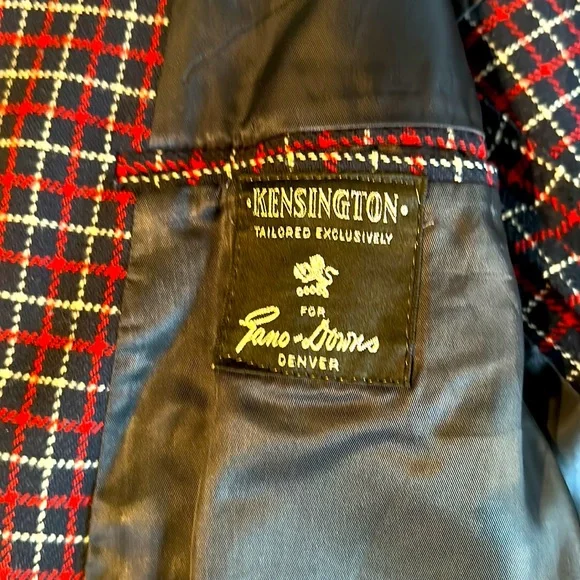 ·KENSINGTON·
TAILORED EXCLUSIVELY
FOR
Gano-Downs
DENVER